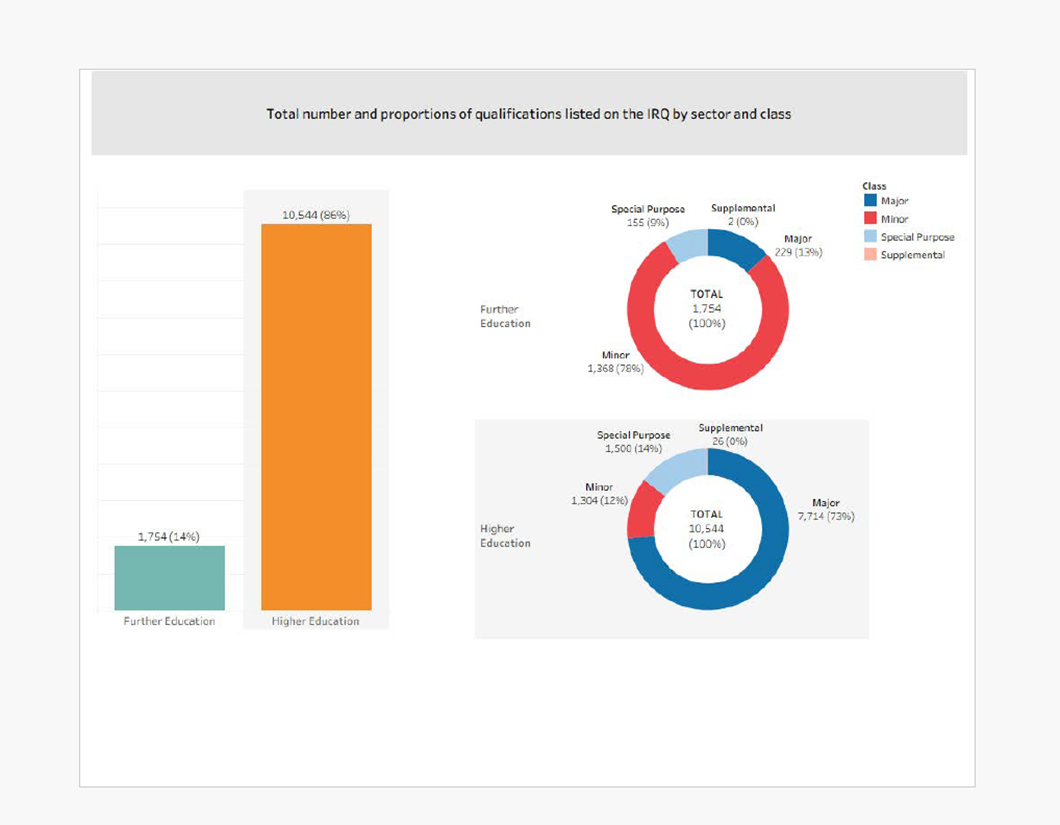 Total number and proportions of qualifications listed on the IRQ by sector and class
10,544 (86%)
1,754 (14%)
Further Education
Higher Education
Class
Major
Minor
Special Purpose
Supplemental
Further
Education
Special Purpose
155 (9%)
Supplemental
2 (0%)
Major
229 (13%)
TOTAL
1,754
(100%)
Minor
1,368 (78%)
Higher
Education
Special Purpose
1,500 (14%)
Supplemental
26 (0%)
Minor
1,304 (12%)
Major
7,714 (73%)
TOTAL
10,544
(100%)